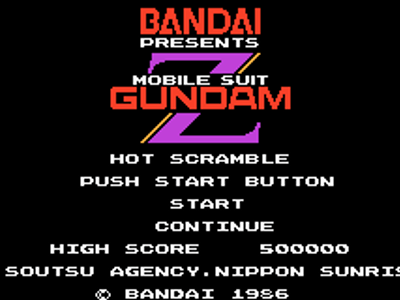 BANDAI
PRESENTS
Z
MOBILE SUIT
GUNDAM
HOT SCRAMBLE
PUSH START BUTTON
START
CONTINUE
HIGH SCORE 500000
SOUTSU AGENCY.NIPPON SUNRIS
© BANDAI 1986